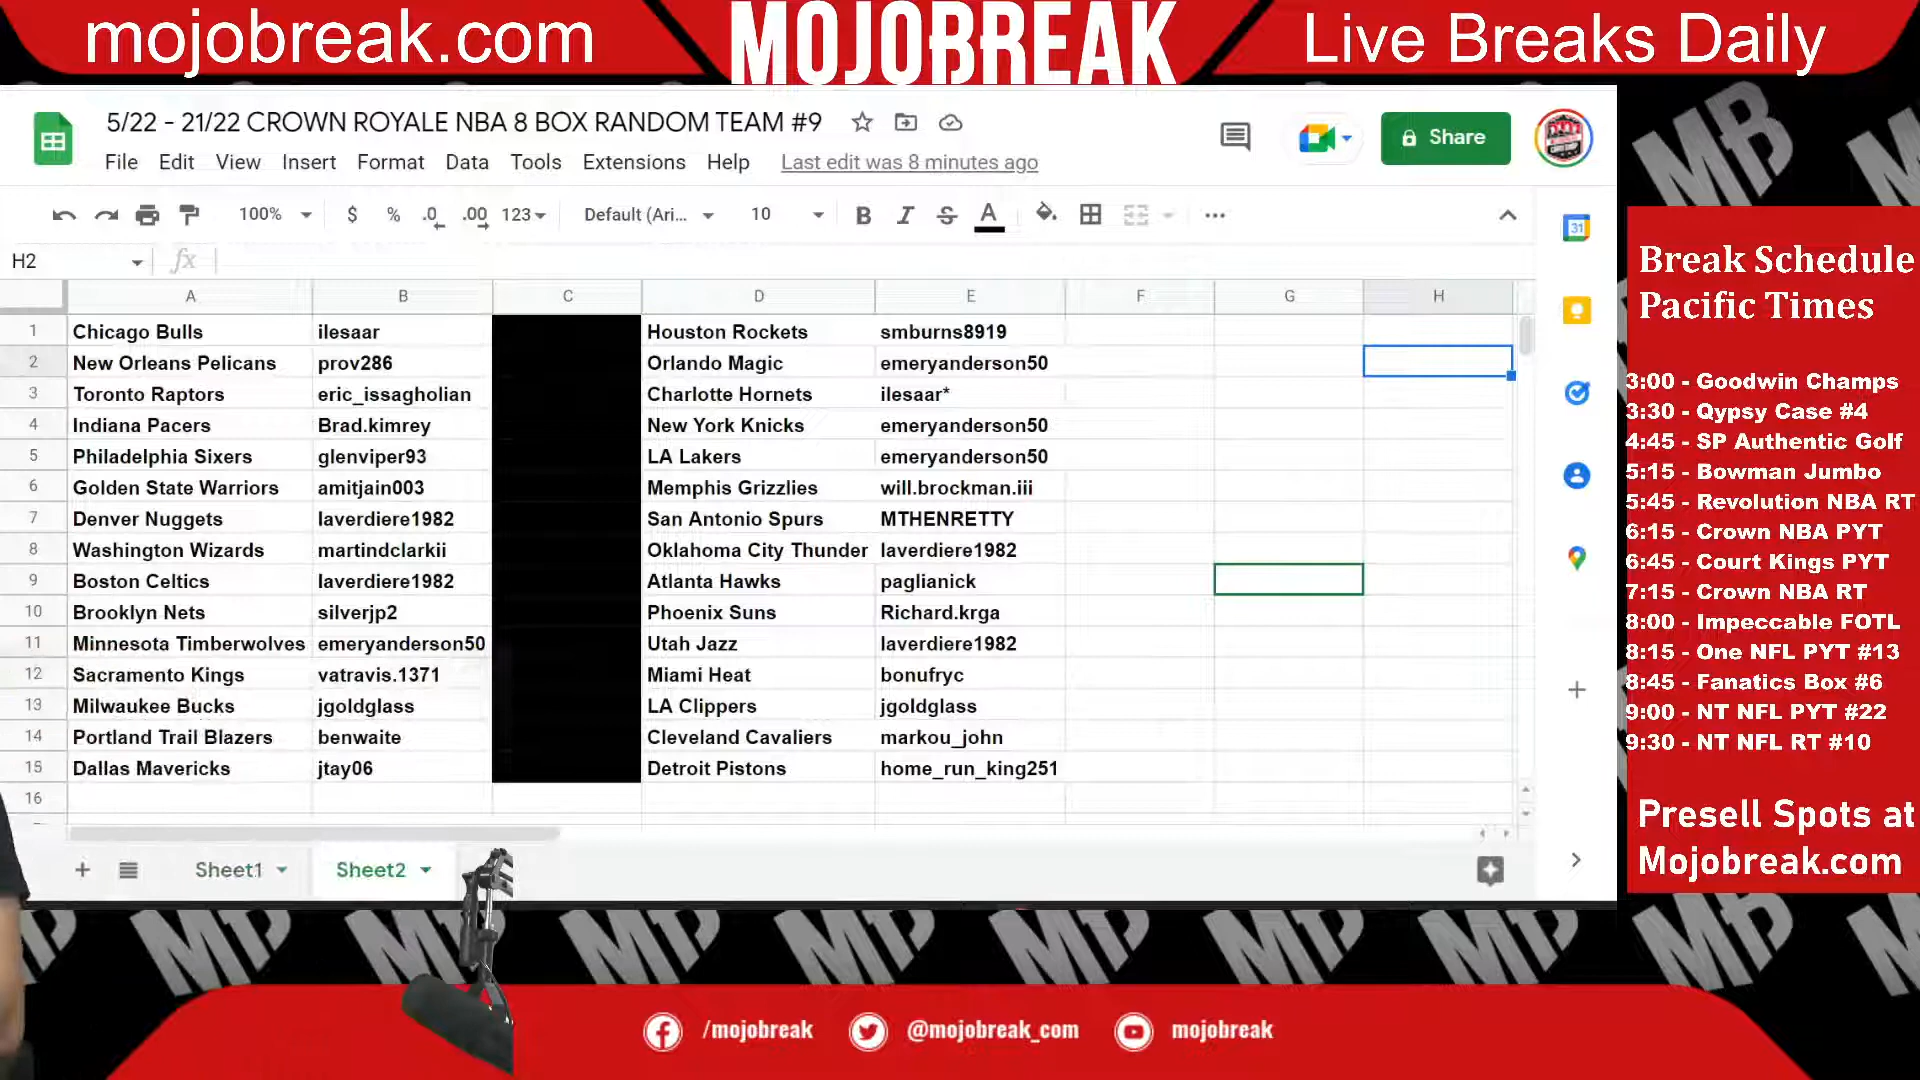 mojobreak.com
MOJOBREAK
Live Breaks Daily
5/22 - 21/22 CROWN ROYALE NBA 8 BOX RANDOM TEAM #9
Share
File Edit View Insert Format Data Tools Extensions Help Last edit was 8 minutes ago
100% $ % .0 .00 123 Default (Ari... 10 B I S A
31
H2 fx
A B C D E F G H
1 Chicago Bulls ilesaar Houston Rockets smburns8919
2 New Orleans Pelicans prov286 Orlando Magic emeryanderson50
3 Toronto Raptors eric_issagholian Charlotte Hornets ilesaar*
4 Indiana Pacers Brad.kimrey New York Knicks emeryanderson50
5 Philadelphia Sixers glenviper93 LA Lakers emeryanderson50
6 Golden State Warriors amitjain003 Memphis Grizzlies will.brockman.iii
7 Denver Nuggets laverdiere1982 San Antonio Spurs MTHENRETTY
8 Washington Wizards martindclarkii Oklahoma City Thunder laverdiere1982
9 Boston Celtics laverdiere1982 Atlanta Hawks paglianick
10 Brooklyn Nets silverjp2 Phoenix Suns Richard.krga
11 Minnesota Timberwolves emeryanderson50 Utah Jazz laverdiere1982
12 Sacramento Kings vatravis.1371 Miami Heat bonufryc
13 Milwaukee Bucks jgoldglass LA Clippers jgoldglass
14 Portland Trail Blazers benwaite Cleveland Cavaliers markou_john
15 Dallas Mavericks jtay06 Detroit Pistons home_run_king251
16
Sheet1 Sheet2
Break Schedule
Pacific Times
3:00 - Goodwin Champs
3:30 - Qypsy Case #4
4:45 - SP Authentic Golf
5:15 - Bowman Jumbo
5:45 - Revolution NBA RT
6:15 - Crown NBA PYT
6:45 - Court Kings PYT
7:15 - Crown NBA RT
8:00 - Impeccable FOTL
8:15 - One NFL PYT #13
8:45 - Fanatics Box #6
9:00 - NT NFL PYT #22
9:30 - NT NFL RT #10
Presell Spots at
Mojobreak.com
MB MB MB MB MB MB MB MB
/mojobreak @mojobreak_com mojobreak